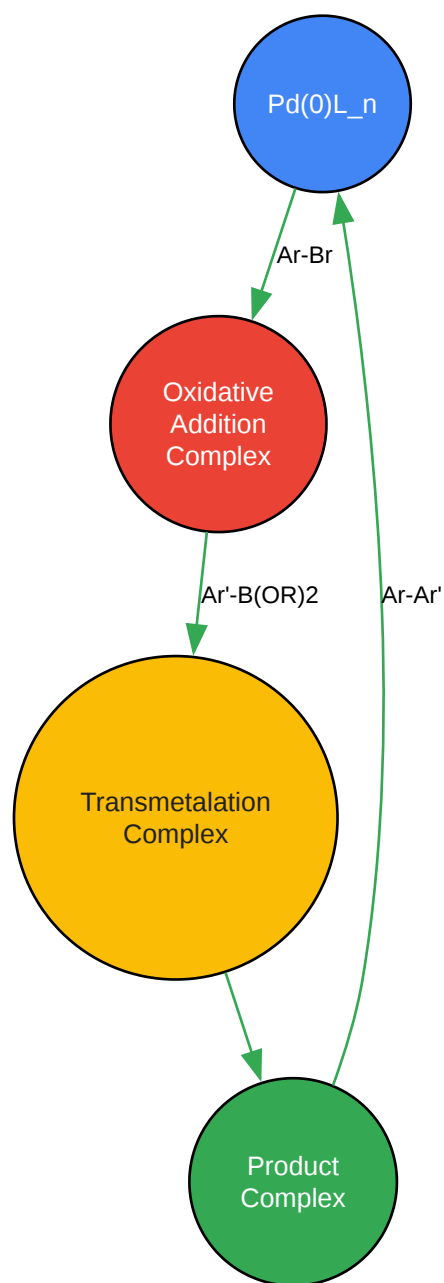 Pd(0)L_n
Ar-Br
Oxidative
Addition
Complex
Ar'-B(OR)2
Ar-Ar'
Transmetalation
Complex
Product
Complex